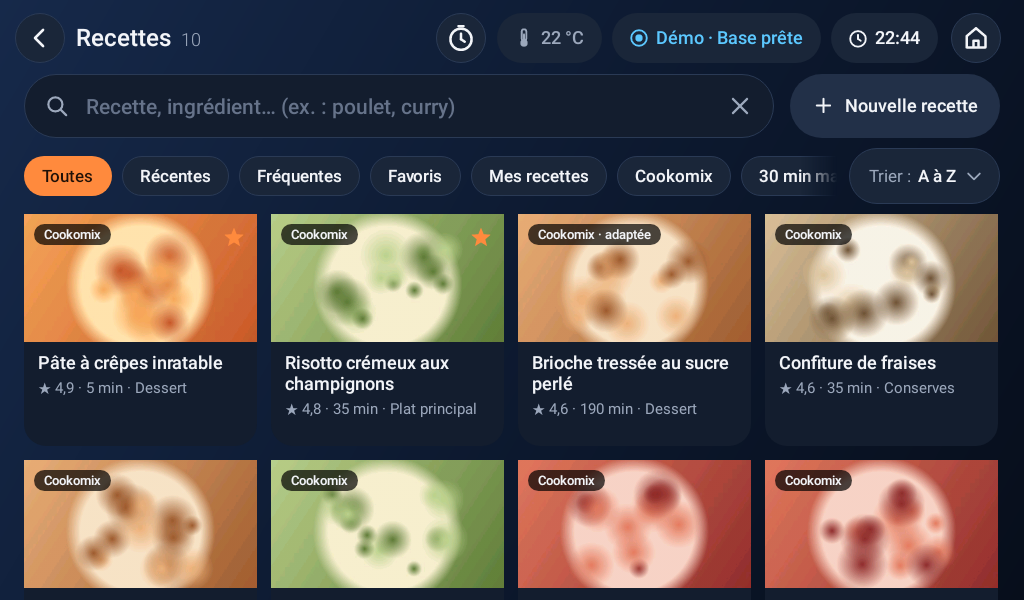 Recettes 10
22 °C
Démo · Base prête
22:44
Recette, ingrédient… (ex. : poulet, curry)
Nouvelle recette
Toutes
Récentes
Fréquentes
Favoris
Mes recettes
Cookomix
30 min
Trier : A à Z
Cookomix
Cookomix
Cookomix · adaptée
Cookomix
Pâte à crêpes inratable
★ 4,9 · 5 min · Dessert
Risotto crémeux aux
champignons
★ 4,8 · 35 min · Plat principal
Brioche tressée au sucre
perlé
★ 4,6 · 190 min · Dessert
Confiture de fraises
★ 4,6 · 35 min · Conserves
Cookomix
Cookomix
Cookomix
Cookomix